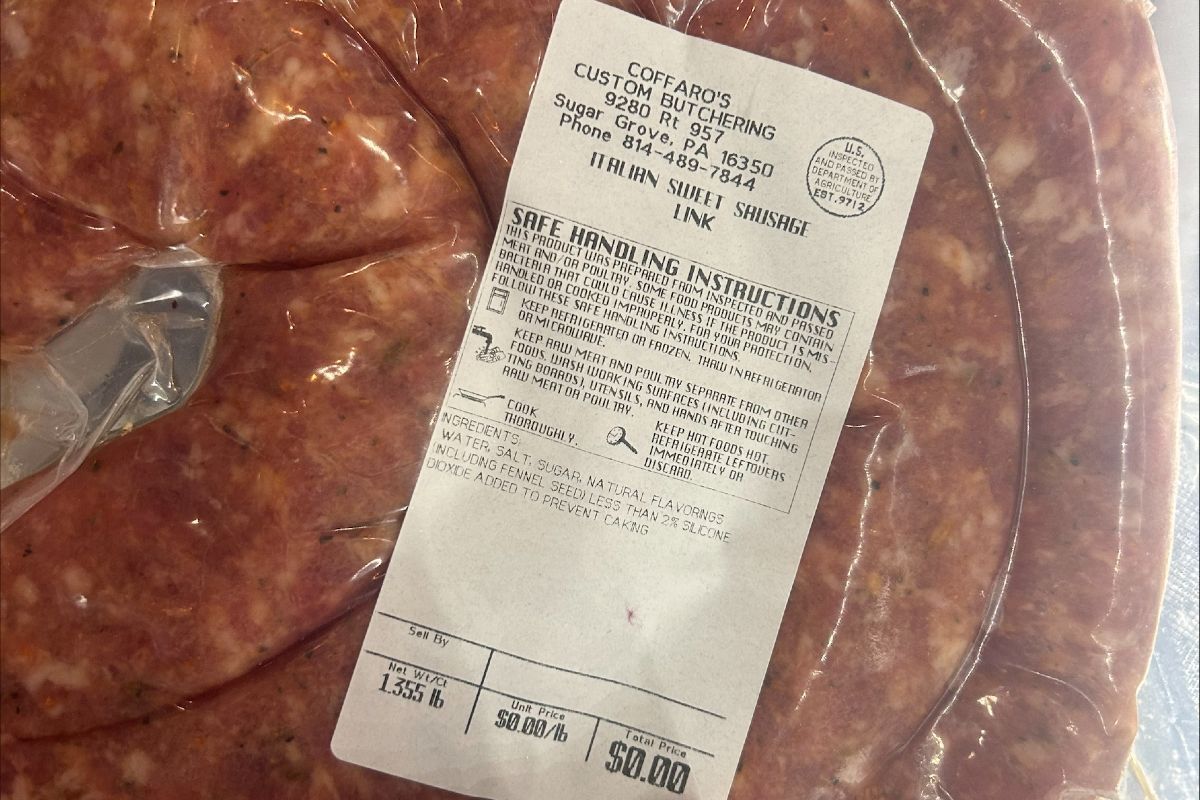 COFFARO'S
CUSTOM BUTCHERING
9280 Rt 957
Sugar Grove, PA 16350
Phone 814-489-7844
ITALIAN SWEET SAUSAGE
LINK
U.S.
INSPECTED
AND PASSED BY
DEPARTMENT OF
AGRICULTURE
EST. 9712
SAFE HANDLING INSTRUCTIONS
THIS PRODUCT WAS PREPARED FROM INSPECTED AND PASSED
MEAT AND/OR POULTRY. SOME FOOD PRODUCTS MAY CONTAIN
BACTERIA THAT COULD CAUSE ILLNESS IF THE PRODUCT IS MIS
HANDLED OR COOKED IMPROPERLY. FOR YOUR PROTECTION,
FOLLOW THESE SAFE HANDLING INSTRUCTIONS.
KEEP REFRIGERATED OR FROZEN. THAW IN REFRIGERATOR
OR MICROWAVE.
KEEP RAW MEAT AND POULTRY SEPARATE FROM OTHER
FOODS. WASH WORKING SURFACES (INCLUDING CUT-
TING BORADS), UTENSILS, AND HANDS AFTER TOUCHING
RAW MEAT OR POULTRY.
COOK
THOROUGHLY.
KEEP HOT FOODS HOT.
REFRIGERATE LEFTOVERS
IMMEDIATELY OR
DISCARD.
INGREDIENTS:
WATER, SALT, SUGAR, NATURAL FLAVORINGS
(INCLUDING FENNEL SEED) LESS THAN 2% SILICONE
DIOXIDE ADDED TO PREVENT CAKING
Sell By
Net Wt/Ct
1.355 lb
Unit Price
$0.00/lb
Total Price
$0.00